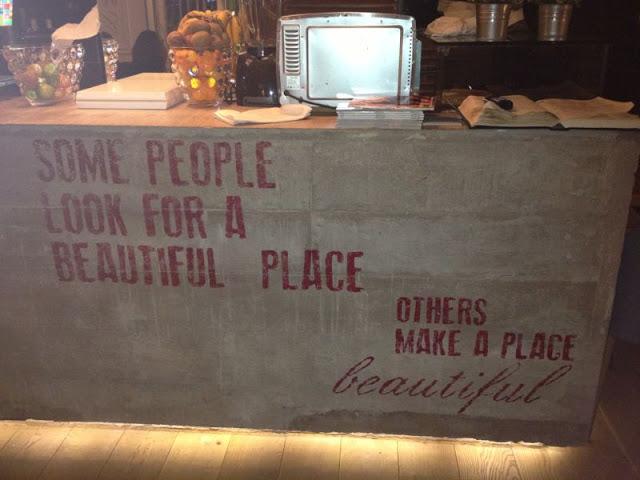 SOME PEOPLE
LOOK FOR A
BEAUTIFUL PLACE
OTHERS
MAKE A PLACE
beautiful